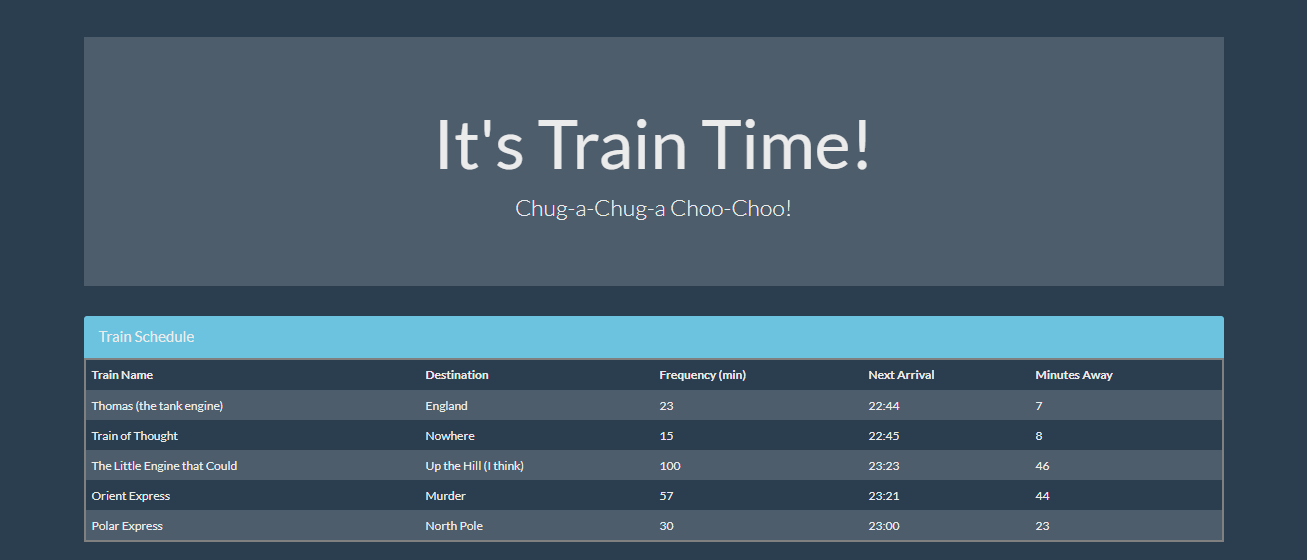 It's Train Time!
Chug-a-Chug-a Choo-Choo!
Train Schedule
Train Name Destination Frequency (min) Next Arrival Minutes Away
Thomas (the tank engine) England 23 22:44 7
Train of Thought Nowhere 15 22:45 8
The Little Engine that Could Up the Hill (I think) 100 23:23 46
Orient Express Murder 57 23:21 44
Polar Express North Pole 30 23:00 23